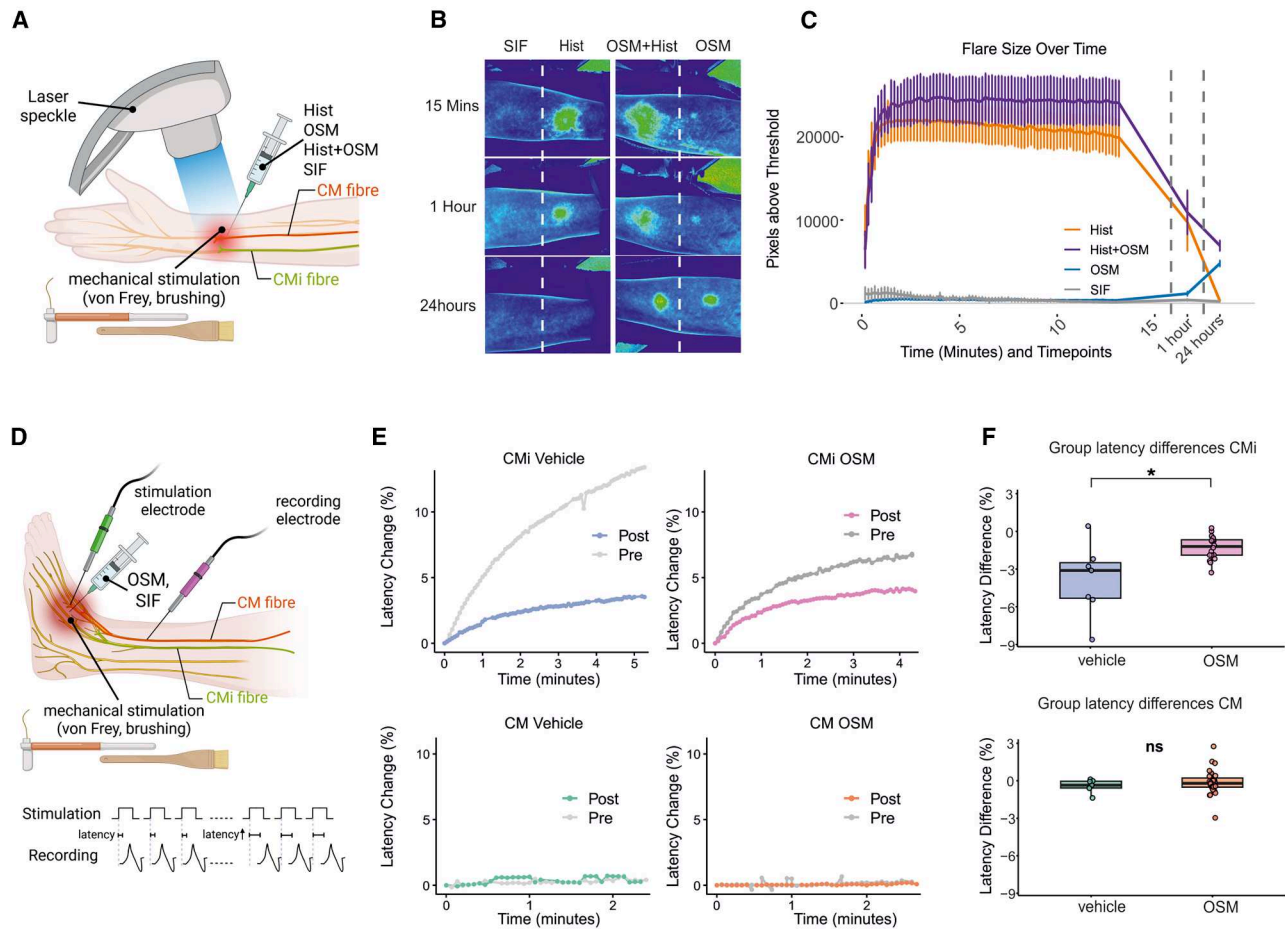 A
Laser
speckle
Hist
OSM
Hist+OSM
SIF
CM fibre
CMi fibre
mechanical stimulation
(von Frey, brushing)
B
SIF Hist OSM+Hist OSM
15 Mins
1 Hour
24hours
C
Flare Size Over Time
Pixels above Threshold
20000
10000
0
Hist
Hist+OSM
OSM
SIF
0 5 10 15 1 hour 24 hours
Time (Minutes) and Timepoints
D
stimulation
electrode
recording
electrode
OSM,
SIF
CM fibre
CMi fibre
mechanical stimulation
(von Frey, brushing)
Stimulation
latency latency
Recording
E
CMi Vehicle
Latency Change (%)
10
5
0
Post
Pre
0 1 2 3 4 5
Time (minutes)
CMi OSM
Latency Change (%)
10
5
0
Post
Pre
0 1 2 3 4
Time (minutes)
CM Vehicle
Latency Change (%)
10
5
0
Post
Pre
0 1 2
Time (minutes)
CM OSM
Latency Change (%)
10
5
0
Post
Pre
0 1 2
Time (minutes)
F
Group latency differences CMi
*
Latency Difference (%)
3
0
−3
−6
−9
vehicle OSM
Group latency differences CM
ns
Latency Difference (%)
3
0
−3
−6
−9
vehicle OSM